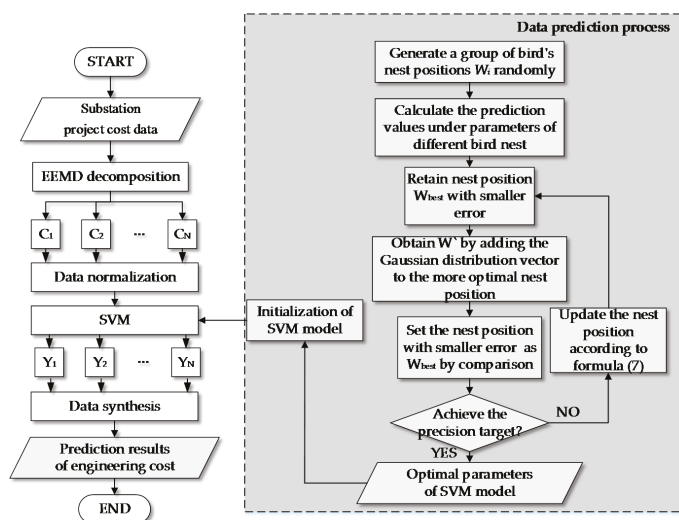 START
Substation
project cost data
EEMD decomposition
C1 C2 ... CN
Data normalization
SVM
Y1 Y2 ... YN
Data synthesis
Prediction results
of engineering cost
END
Data prediction process
Generate a group of bird's
nest positions Wi randomly
Calculate the prediction
values under parameters of
different bird nest
Retain nest position
Wbest with smaller
error
Obtain W` by adding the
Gaussian distribution vector
to the more optimal nest
position
Set the nest position
with smaller error as
Wbest by comparison
Achieve the
precision target?
NO
YES
Update the nest
position
according to
formula (7)
Optimal parameters
of SVM model
Initialization of
SVM model